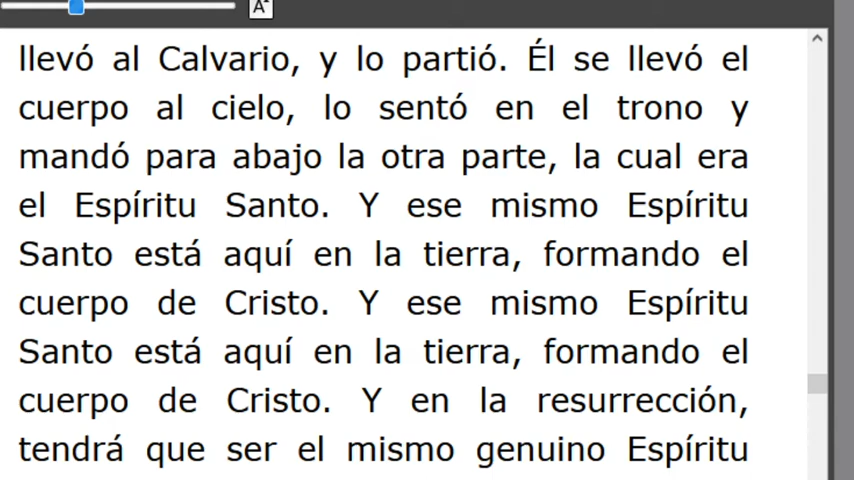 A
llevó al Calvario, y lo partió. Él se llevó el
cuerpo al cielo, lo sentó en el trono y
mandó para abajo la otra parte, la cual era
el Espíritu Santo. Y ese mismo Espíritu
Santo está aquí en la tierra, formando el
cuerpo de Cristo. Y ese mismo Espíritu
Santo está aquí en la tierra, formando el
cuerpo de Cristo. Y en la resurrección,
tendrá que ser el mismo genuino Espíritu